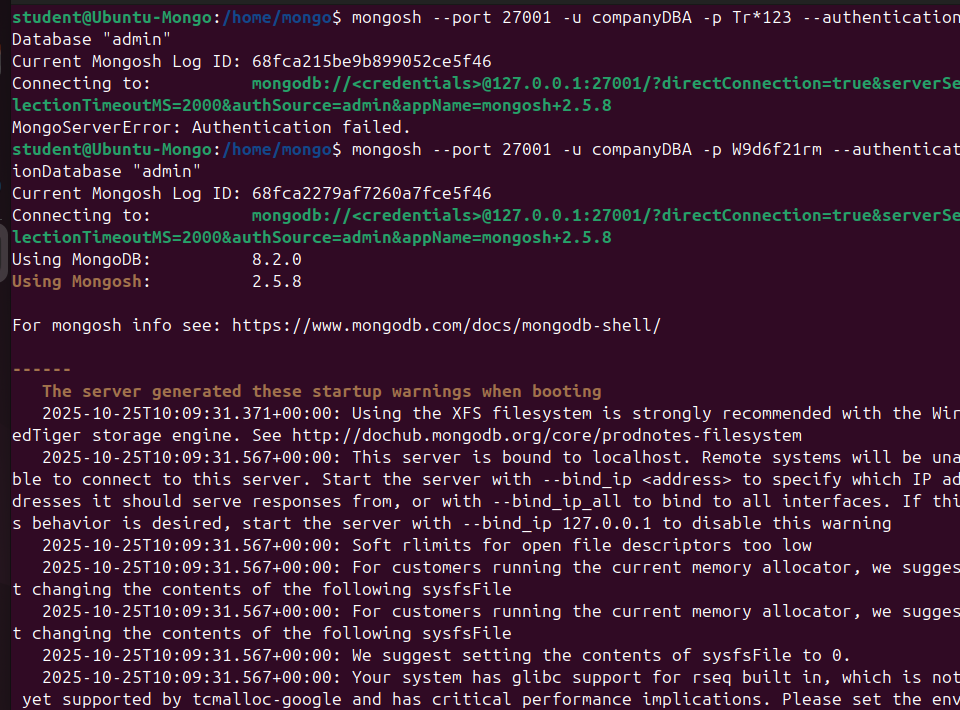 student@Ubuntu-Mongo:/home/mongo$ mongosh --port 27001 -u companyDBA -p Tr*123 --authentication
Database "admin"
Current Mongosh Log ID: 68fca215be9b899052ce5f46
Connecting to:          mongodb://<credentials>@127.0.0.1:27001/?directConnection=true&serverSe
lectionTimeoutMS=2000&authSource=admin&appName=mongosh+2.5.8
MongoServerError: Authentication failed.
student@Ubuntu-Mongo:/home/mongo$ mongosh --port 27001 -u companyDBA -p W9d6f21rm --authenticat
ionDatabase "admin"
Current Mongosh Log ID: 68fca2279af7260a7fce5f46
Connecting to:          mongodb://<credentials>@127.0.0.1:27001/?directConnection=true&serverSe
lectionTimeoutMS=2000&authSource=admin&appName=mongosh+2.5.8
Using MongoDB:          8.2.0
Using Mongosh:          2.5.8
For mongosh info see: https://www.mongodb.com/docs/mongodb-shell/
------
   The server generated these startup warnings when booting
   2025-10-25T10:09:31.371+00:00: Using the XFS filesystem is strongly recommended with the Wir
edTiger storage engine. See http://dochub.mongodb.org/core/prodnotes-filesystem
   2025-10-25T10:09:31.567+00:00: This server is bound to localhost. Remote systems will be una
ble to connect to this server. Start the server with --bind_ip <address> to specify which IP ad
dresses it should serve responses from, or with --bind_ip_all to bind to all interfaces. If thi
s behavior is desired, start the server with --bind_ip 127.0.0.1 to disable this warning
   2025-10-25T10:09:31.567+00:00: Soft rlimits for open file descriptors too low
   2025-10-25T10:09:31.567+00:00: For customers running the current memory allocator, we sugges
t changing the contents of the following sysfsFile
   2025-10-25T10:09:31.567+00:00: For customers running the current memory allocator, we sugges
t changing the contents of the following sysfsFile
   2025-10-25T10:09:31.567+00:00: We suggest setting the contents of sysfsFile to 0.
   2025-10-25T10:09:31.567+00:00: Your system has glibc support for rseq built in, which is not
 yet supported by tcmalloc-google and has critical performance implications. Please set the env